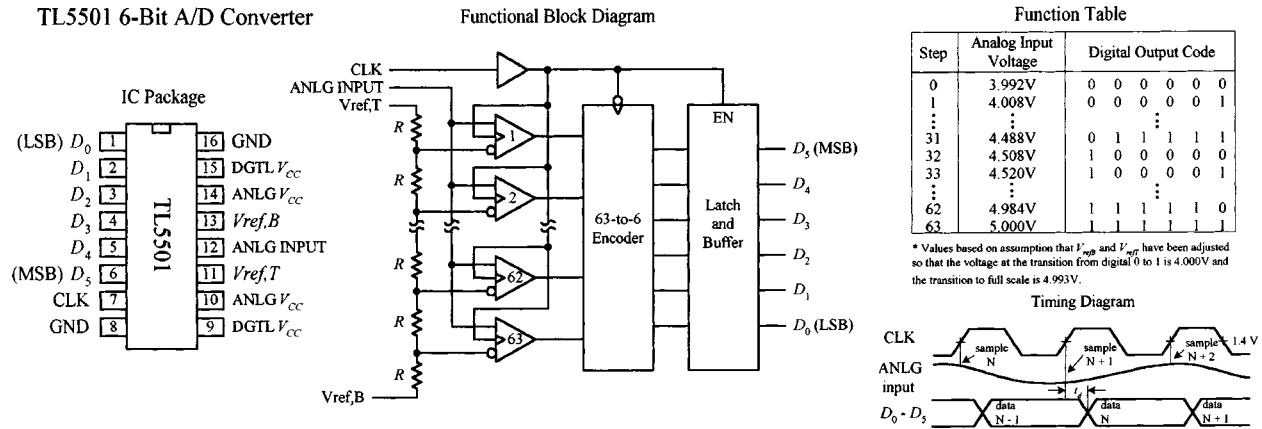 TL5501 6-Bit A/D Converter
IC Package
(LSB) D0 1
D1 2
D2 3
D3 4
D4 5
(MSB) D5 6
CLK 7
GND 8
TL5501
16 GND
15 DGTL VCC
14 ANLG VCC
13 Vref,B
12 ANLG INPUT
11 Vref,T
10 ANLG VCC
9 DGTL VCC
Functional Block Diagram
CLK
ANLG INPUT
Vref,T
R
1
R
2
R
62
R
63
R
Vref,B
63-to-6
Encoder
EN
Latch
and
Buffer
D5 (MSB)
D4
D3
D2
D1
D0 (LSB)
Function Table
Step Analog Input Voltage Digital Output Code
0 3.992V 0 0 0 0 0 0
1 4.008V 0 0 0 0 0 1
31 4.488V 0 1 1 1 1 1
32 4.508V 1 0 0 0 0 0
33 4.520V 1 0 0 0 0 1
62 4.984V 1 1 1 1 1 0
63 5.000V 1 1 1 1 1 1
* Values based on assumption that VrefB and VrefT have been adjusted
so that the voltage at the transition from digital 0 to 1 is 4.000V and
the transition to full scale is 4.993V.
Timing Diagram
CLK
sample N
sample N + 1
sample N + 2
1.4 V
ANLG
input
td
D0 - D5
data N - 1
data N
data N + 1